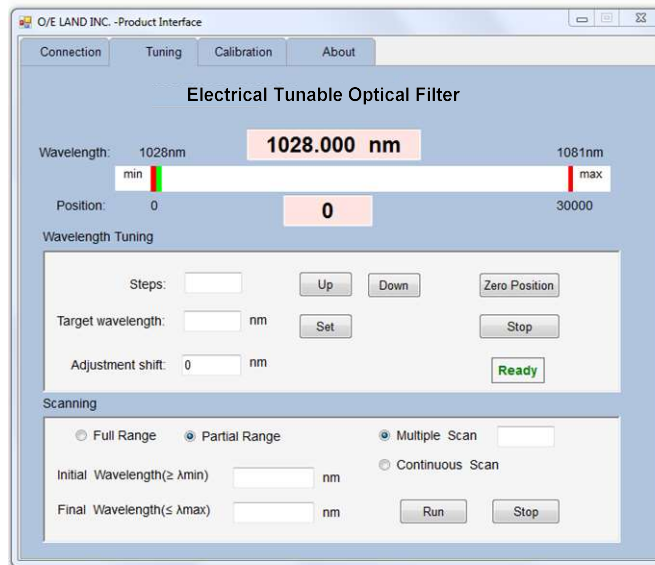 O/E LAND INC. -Product Interface
Connection Tuning Calibration About
Electrical Tunable Optical Filter
Wavelength: 1028nm 1028.000 nm 1081nm
min max
Position: 0 0 30000
Wavelength Tuning
Steps: Up Down Zero Position
Target wavelength: nm Set Stop
Adjustment shift: 0 nm Ready
Scanning
Full Range Partial Range Multiple Scan
Continuous Scan
Initial Wavelength(≥ λmin) nm
Final Wavelength(≤ λmax) nm Run Stop